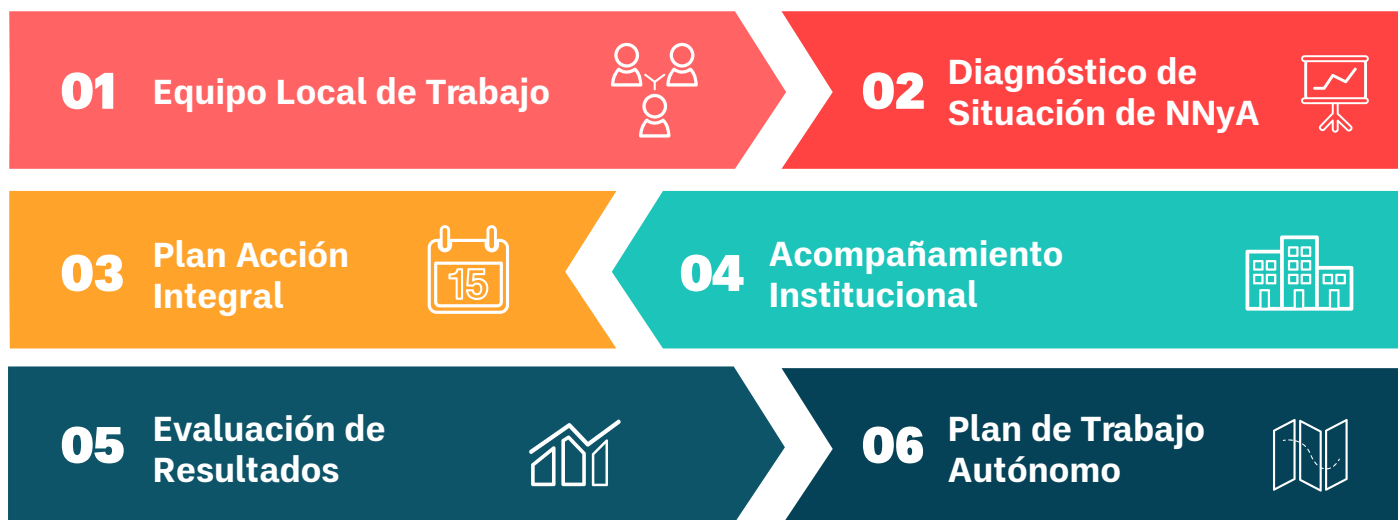 01 Equipo Local de Trabajo
02 Diagnóstico de
Situación de NNyA
03 Plan Acción
Integral
15
04 Acompañamiento
Institucional
05 Evaluación de
Resultados
06 Plan de Trabajo
Autónomo